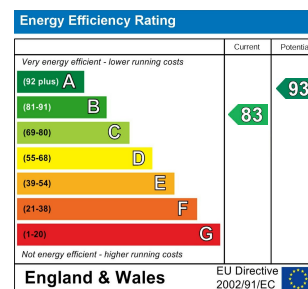 Energy Efficiency Rating
Current
Potentia
Very energy efficient - lower running costs
(92 plus) A
93
(81-91) B
83
(69-80) C
(55-68) D
(39-54) E
(21-38) F
(1-20) G
Not energy efficient - higher running costs
England & Wales
EU Directive
2002/91/EC